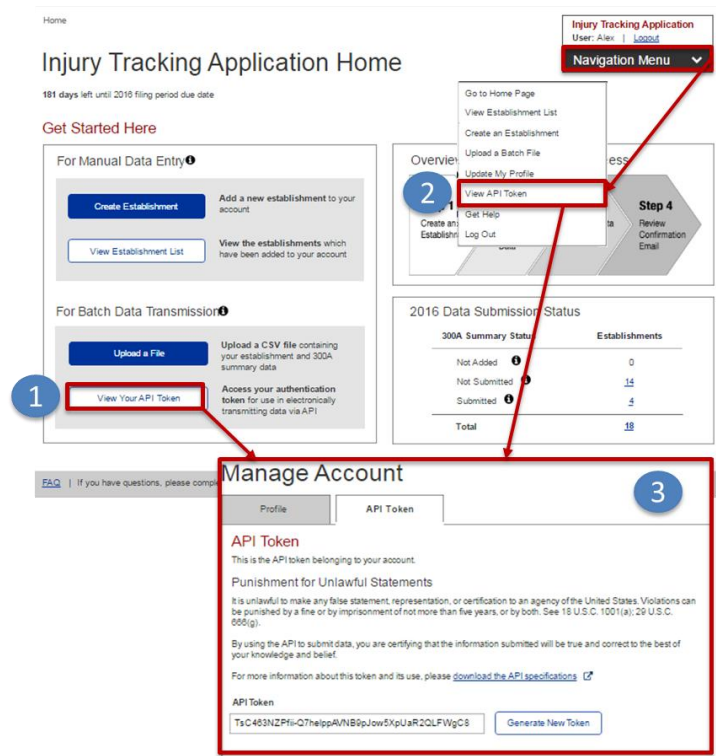 Home
Injury Tracking Application
User: Alex | Logout
Navigation Menu
Injury Tracking Application Home
181 days left until 2016 filing period due date
Go to Home Page
View Establishment List
Create an Establishment
Upload a Batch File
Update My Profile
View API Token
Get Help
Log Out
Get Started Here
For Manual Data Entry
Create Establishment
Add a new establishment to your
account
View Establishment List
View the establishments which
have been added to your account
2
Step 4
Review
Confirmation
Email
For Batch Data Transmission
Upload a File
Upload a CSV file containing
your establishment and 300A
summary data
1
View Your API Token
Access your authentication
token for use in electronically
transmitting data via API
2016 Data Submission Status
300A Summary Status Establishments
Not Added 0
Not Submitted 14
Submitted 4
Total 18
FAQ | If you have questions, please
Manage Account
3
Profile
API Token
API Token
This is the API token belonging to your account.
Punishment for Unlawful Statements
It is unlawful to make any false statement, representation, or certification to an agency of the United States. Violations can
be punished by a fine or by imprisonment of not more than five years, or by both. See 18 U.S.C. 1001(a); 29 U.S.C.
666(g).
By using the API to submit data, you are certifying that the information submitted will be true and correct to the best of
your knowledge and belief.
For more information about this token and its use, please download the API specifications
API Token
TsC463NZPfii-Q7helppAVNB9pJow5XpUaR2QLFWgC8
Generate New Token